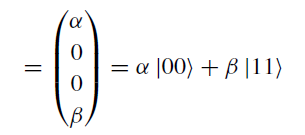 = (α 0 0 β) = α |00⟩ + β |11⟩